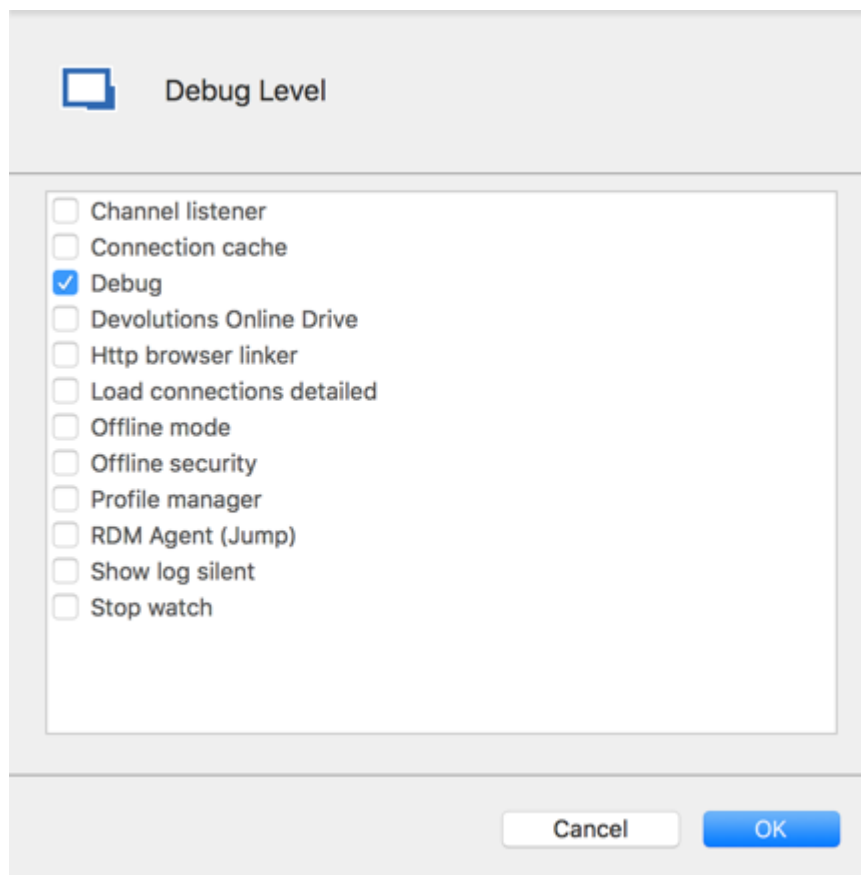 Debug Level
Channel listener
Connection cache
Debug
Devolutions Online Drive
Http browser linker
Load connections detailed
Offline mode
Offline security
Profile manager
RDM Agent (Jump)
Show log silent
Stop watch
Cancel OK